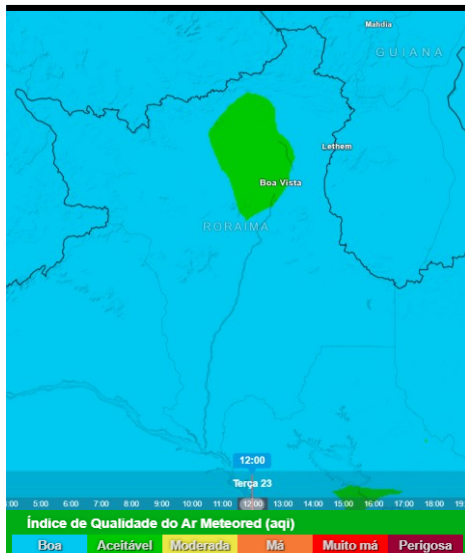 Mahdia
GUIANA
Lethem
Boa Vista
RORAIMA
12:00
Terça 23
:00 5:00 6:00 7:00 8:00 9:00 10:00 11:00 12:00 13:00 14:00 15:00 16:00 17:00 18:00 19:
Índice de Qualidade do Ar Meteored (aqi)
Boa Aceitável Moderada Má Muito má Perigosa